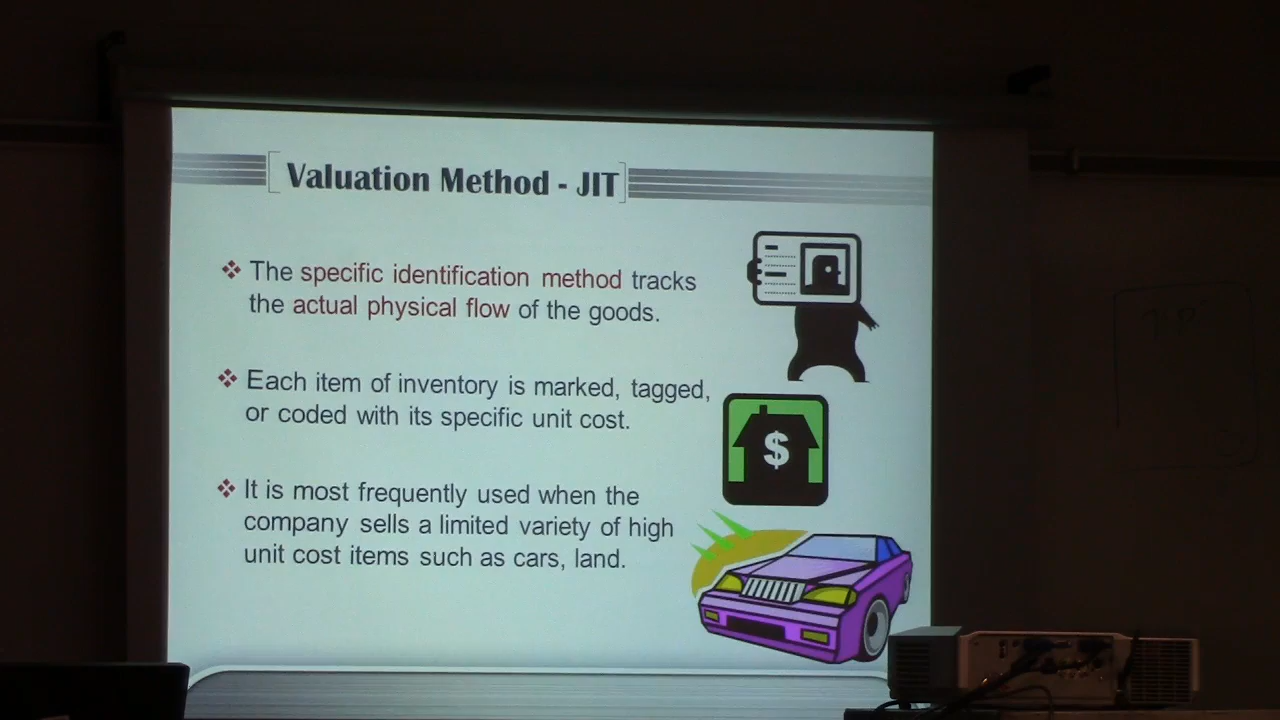 Valuation Method - JIT
The specific identification method tracks
the actual physical flow of the goods.
Each item of inventory is marked, tagged,
or coded with its specific unit cost.
$
It is most frequently used when the
company sells a limited variety of high
unit cost items such as cars, land.